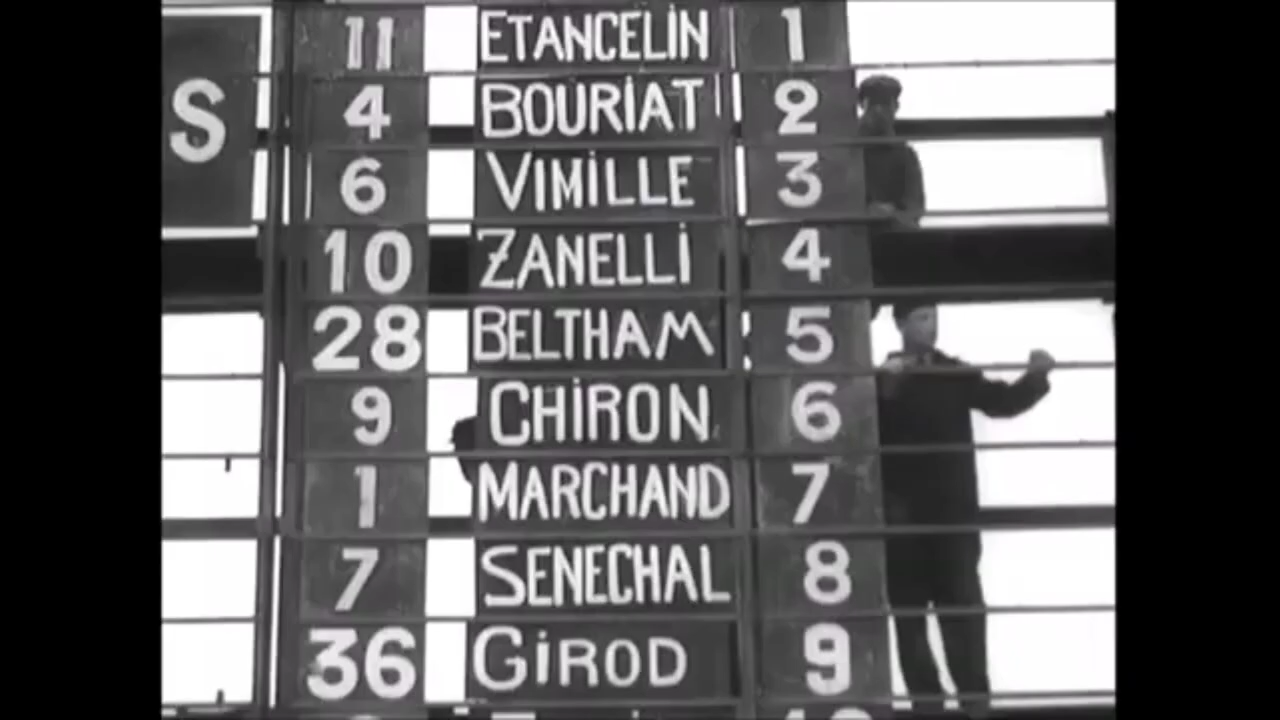 S
11 ETANCELIN 1
4 BOURIAT 2
6 VIMILLE 3
10 ZANELLI 4
28 BELTHAM 5
9 CHIRON 6
1 MARCHAND 7
7 SENECHAL 8
36 GIROD 9